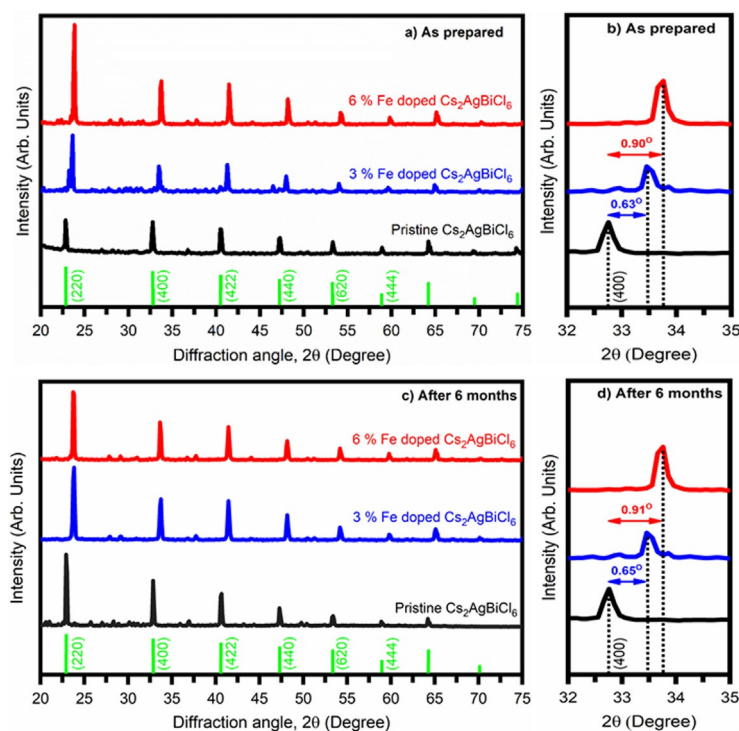 a) As prepared
6 % Fe doped Cs₂AgBiCl₆
3 % Fe doped Cs₂AgBiCl₆
Pristine Cs₂AgBiCl₆
(220)
(400)
(422)
(440)
(620)
(444)
20 25 30 35 40 45 50 55 60 65 70 75
Diffraction angle, 2θ (Degree)
Intensity (Arb. Units)
b) As prepared
0.90°
0.63°
(400)
32 33 34 35
2θ (Degree)
Intensity (Arb. Units)
c) After 6 months
6 % Fe doped Cs₂AgBiCl₆
3 % Fe doped Cs₂AgBiCl₆
Pristine Cs₂AgBiCl₆
(220)
(400)
(422)
(440)
(620)
(444)
20 25 30 35 40 45 50 55 60 65 70 75
Diffraction angle, 2θ (Degree)
Intensity (Arb. Units)
d) After 6 months
0.91°
0.65°
(400)
32 33 34 35
2θ (Degree)
Intensity (Arb. Units)